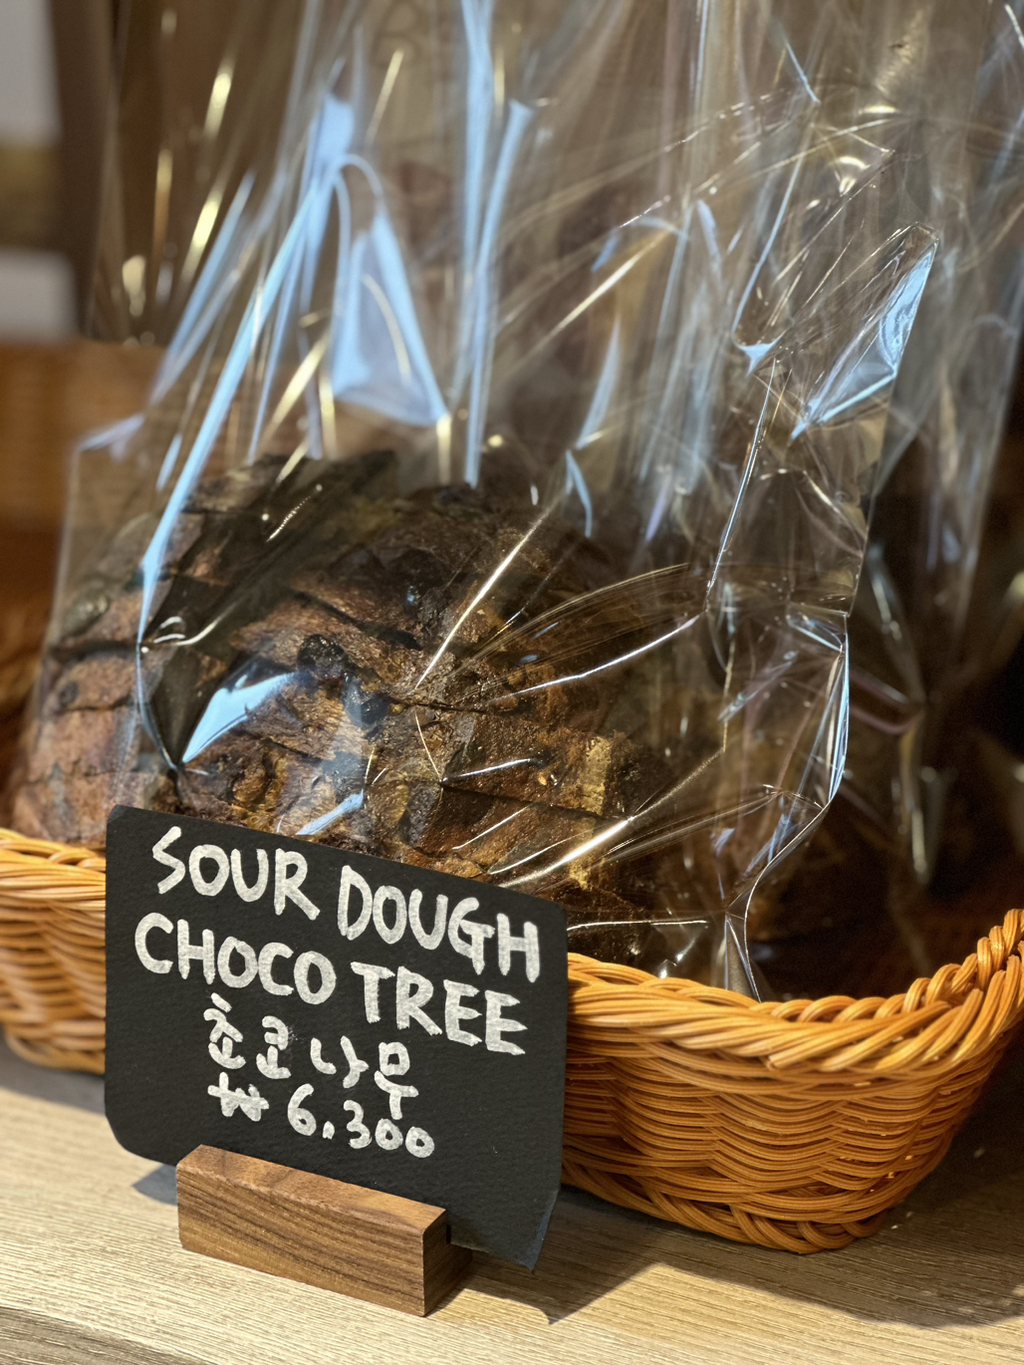 SOUR DOUGH
CHOCO TREE
초코나무
₩ 6,300